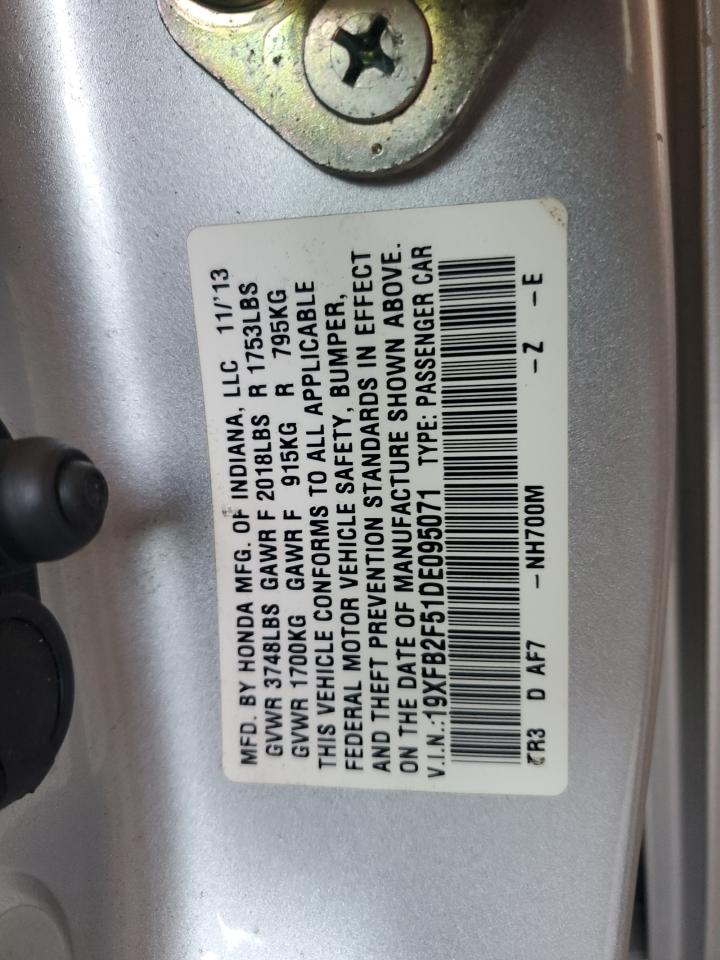 MFD. BY HONDA MFG. OF INDIANA, LLC 11/'13
GVWR 3748LBS GAWR F 2018LBS R 1753LBS
GVWR 1700KG GAWR F 915KG R 795KG
THIS VEHICLE CONFORMS TO ALL APPLICABLE
FEDERAL MOTOR VEHICLE SAFETY, BUMPER,
AND THEFT PREVENTION STANDARDS IN EFFECT
ON THE DATE OF MANUFACTURE SHOWN ABOVE.
V.I.N.:19XFB2F51DE095071 TYPE: PASSENGER CAR
TR3 D AF7 -NH700M -Z -E